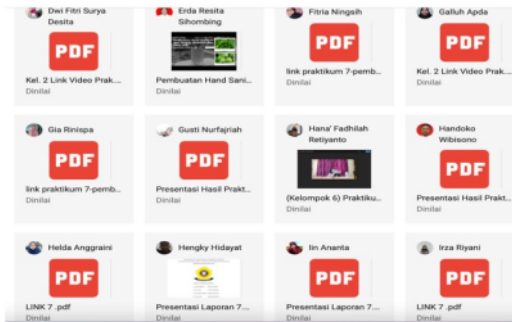 Dwi Fitri Surya
Desita
PDF
Kel. 2 Link Video Prak....
Dinilai
Erda Resita
Sihombing
Pembuatan Hand Sani...
Dinilai
Fitria Ningsih
PDF
link praktikum 7-pemb...
Dinilai
Galluh Apda
PDF
Kel. 2 Link Video Prak....
Dinilai
Gia Rinispa
PDF
link praktikum 7-pemb...
Dinilai
Gusti Nurfajriah
PDF
Presentasi Hasil Prakt...
Dinilai
Hana' Fadhilah
Retiyanto
(Kelompok 6) Praktiku...
Dinilai
Handoko
Wibisono
PDF
Presentasi Hasil Prakt...
Dinilai
Helda Anggraini
PDF
LINK 7 .pdf
Dinilai
Hengky Hidayat
Presentasi Laporan 7....
Dinilai
Iin Ananta
PDF
Presentasi Laporan 7....
Dinilai
Irza Riyani
PDF
LINK 7 .pdf
Dinilai